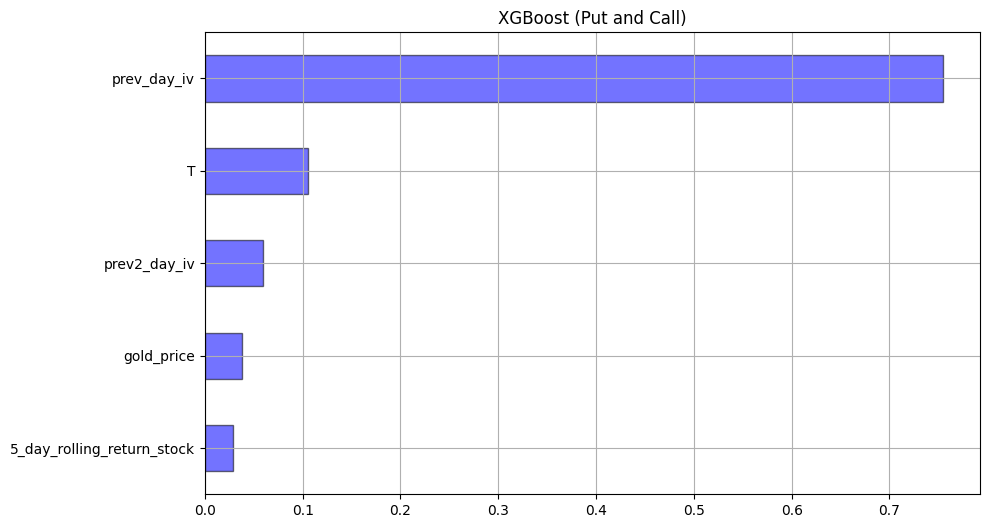 XGBoost (Put and Call)
prev_day_iv
T
prev2_day_iv
gold_price
5_day_rolling_return_stock
0.0 0.1 0.2 0.3 0.4 0.5 0.6 0.7